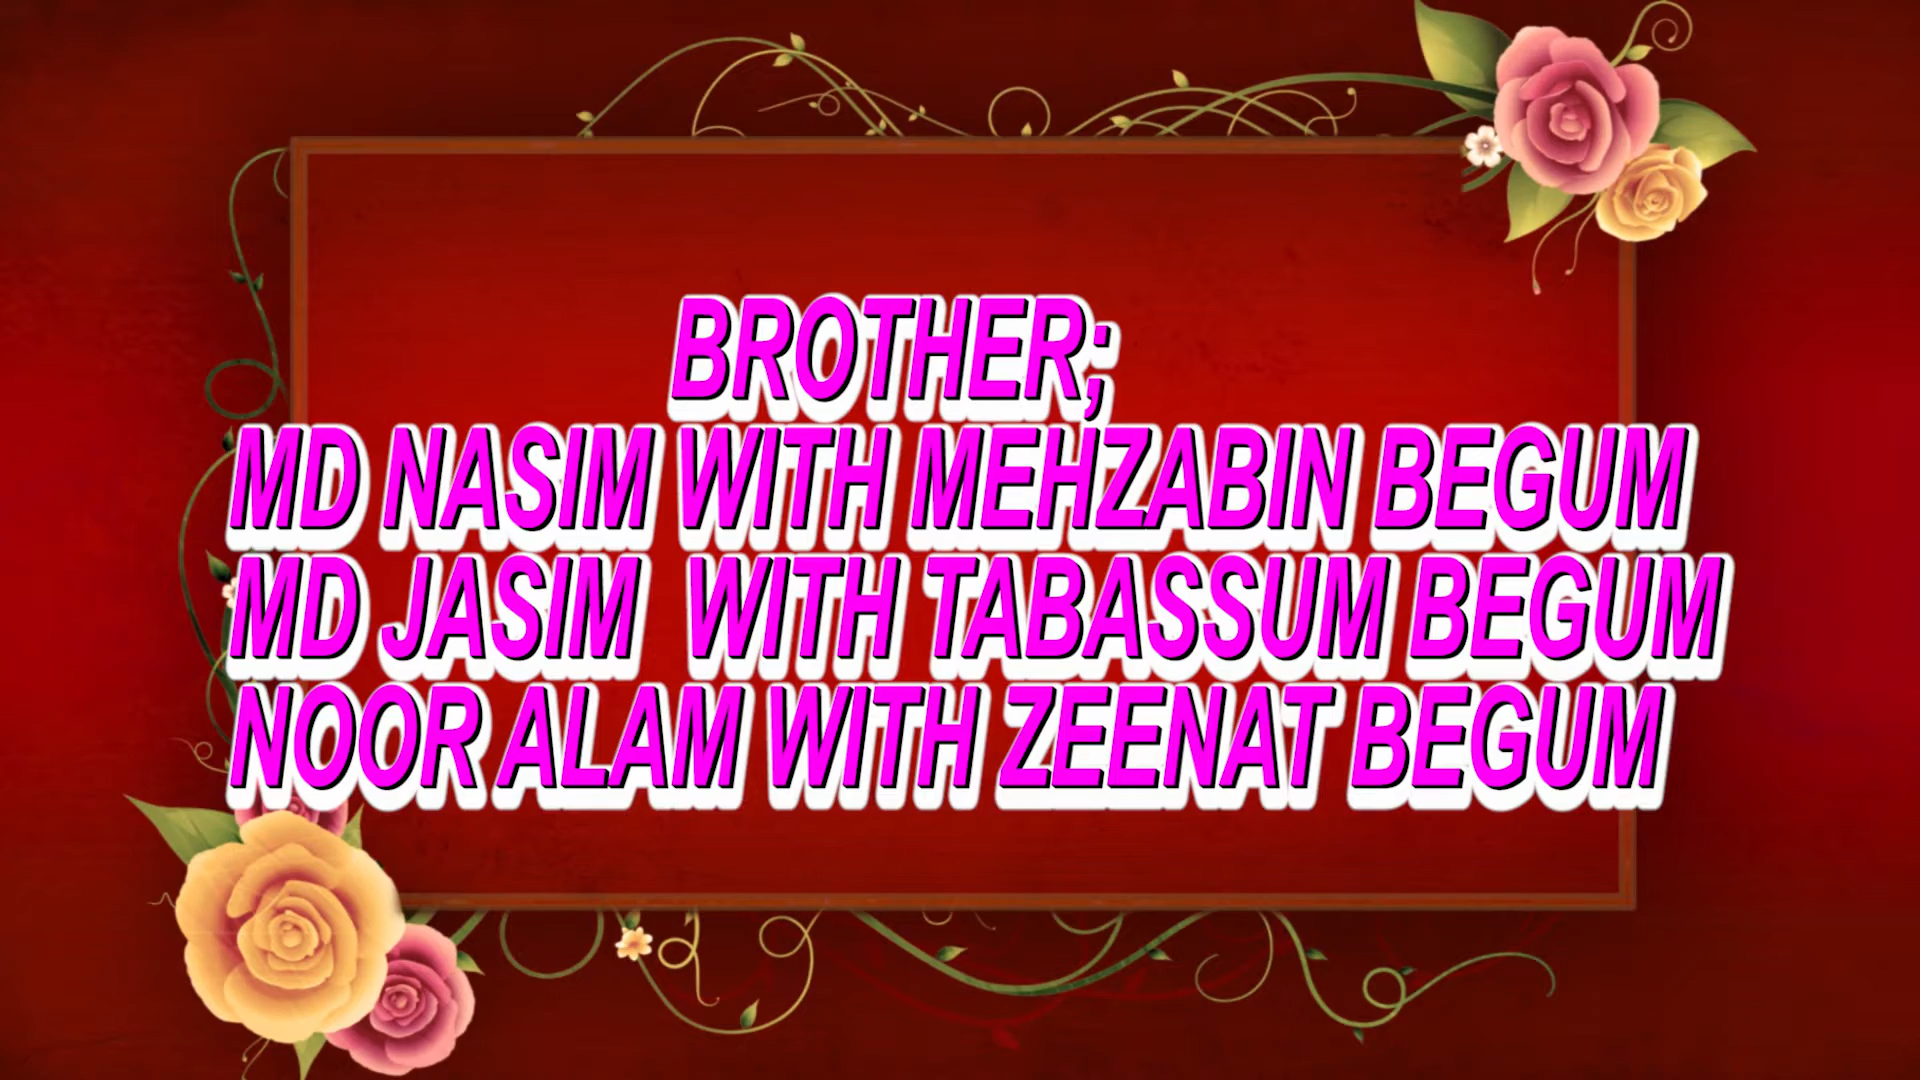 BROTHER;
MD NASIM WITH MEHZABIN BEGUM
MD JASIM WITH TABASSUM BEGUM
NOOR ALAM WITH ZEENAT BEGUM